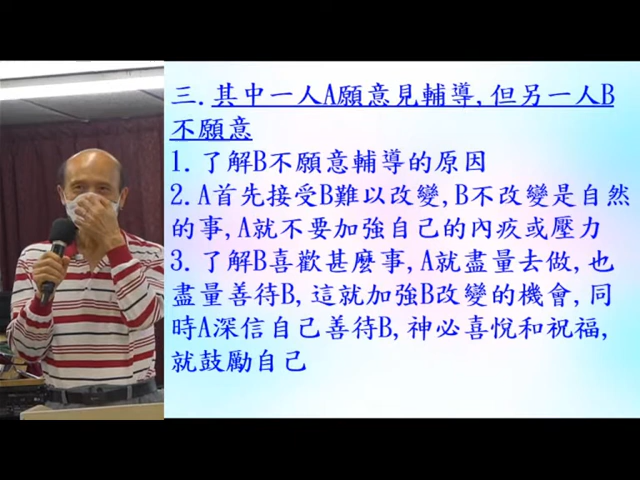 三.其中一人A願意見輔導,但另一人B
不願意
1.了解B不願意輔導的原因
2.A首先接受B難以改變,B不改變是自然
的事,A就不要加強自己的內疚或壓力
3.了解B喜歡甚麼事,A就盡量去做,也
盡量善待B,這就加強B改變的機會,同
時A深信自己善待B,神必喜悅和祝福,
就鼓勵自己